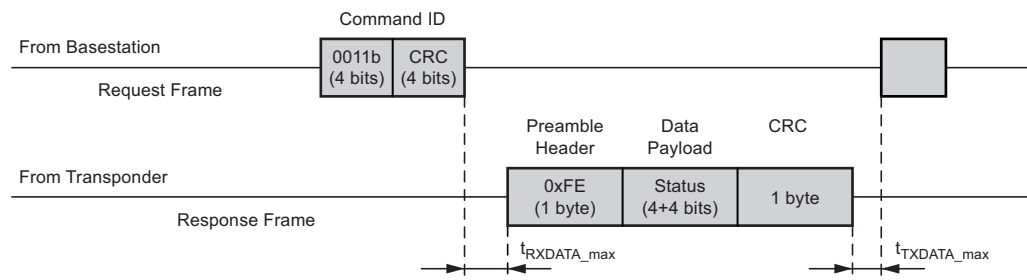 Command ID
From Basestation
0011b
(4 bits)
CRC
(4 bits)
Request Frame
Preamble
Header
Data
Payload
CRC
From Transponder
0xFE
(1 byte)
Status
(4+4 bits)
1 byte
Response Frame
tRXDATA_max
tTXDATA_max